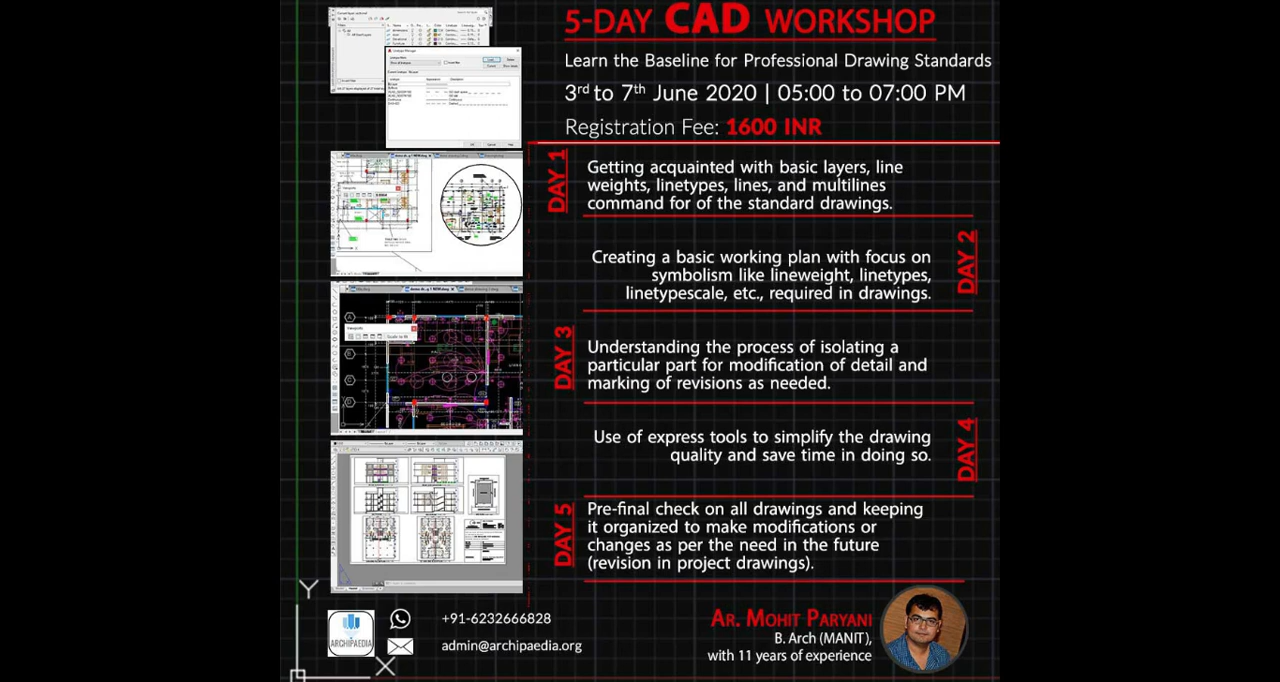 5-DAY CAD WORKSHOP
Learn the Baseline for Professional Drawing Standards
3rd to 7th June 2020 | 05:00 to 07:00 PM
Registration Fee: 1600 INR
DAY 1
Getting acquainted with basic layers, line
weights, linetypes, lines, and multilines
command for of the standard drawings.
DAY 2
Creating a basic working plan with focus on
symbolism like lineweight, linetypes,
linetypescale, etc., required in drawings.
DAY 3
Understanding the process of isolating a
particular part for modification of detail and
marking of revisions as needed.
DAY 4
Use of express tools to simplify the drawing
quality and save time in doing so.
DAY 5
Pre-final check on all drawings and keeping
it organized to make modifications or
changes as per the need in the future
(revision in project drawings).
Y
X
ARCHIPAEDIA
+91-6232666828
admin@archipaedia.org
AR. MOHIT PARYANI
B. Arch (MANIT),
with 11 years of experience